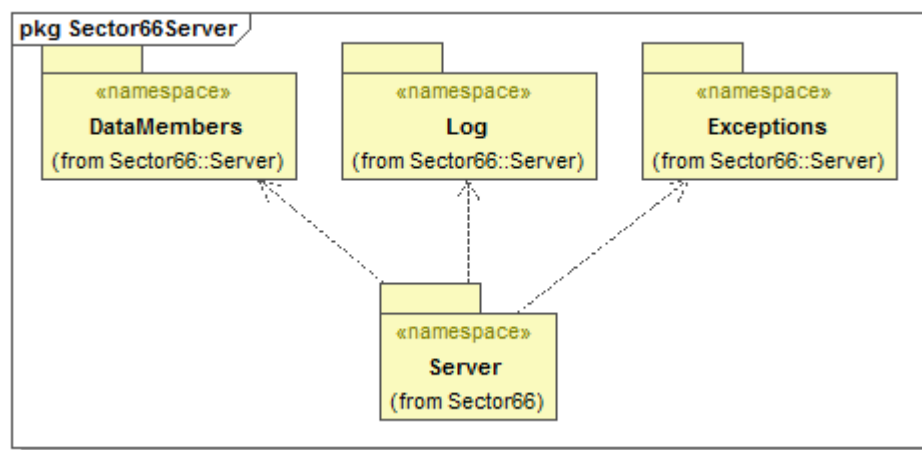 pkg Sector66Server
«namespace»
DataMembers
(from Sector66::Server)
«namespace»
Log
(from Sector66::Server)
«namespace»
Exceptions
(from Sector66::Server)
«namespace»
Server
(from Sector66)